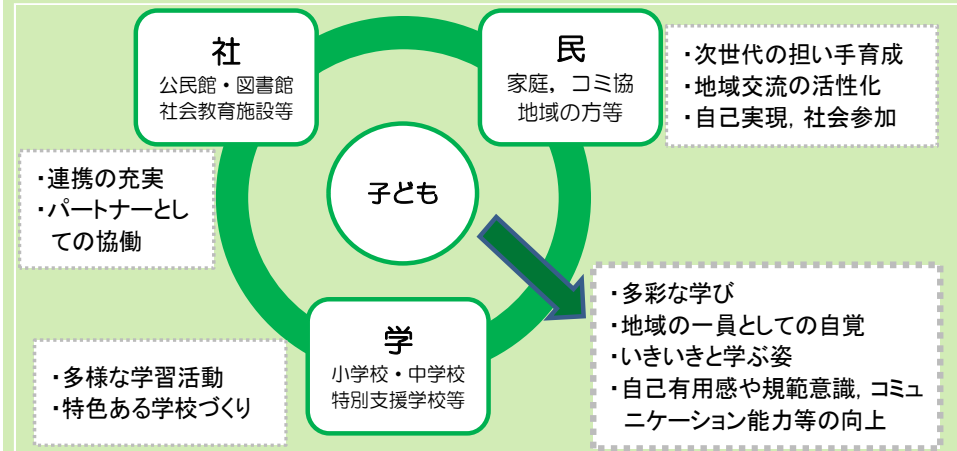 社
公民館・図書館
社会教育施設等
民
家庭，コミ協
地域の方等
・次世代の担い手育成
・地域交流の活性化
・自己実現，社会参加
・連携の充実
・パートナーとし
ての協働
子ども
学
小学校・中学校
特別支援学校等
・多様な学習活動
・特色ある学校づくり
・多彩な学び
・地域の一員としての自覚
・いきいきと学ぶ姿
・自己有用感や規範意識，コミュ
ニケーション能力等の向上